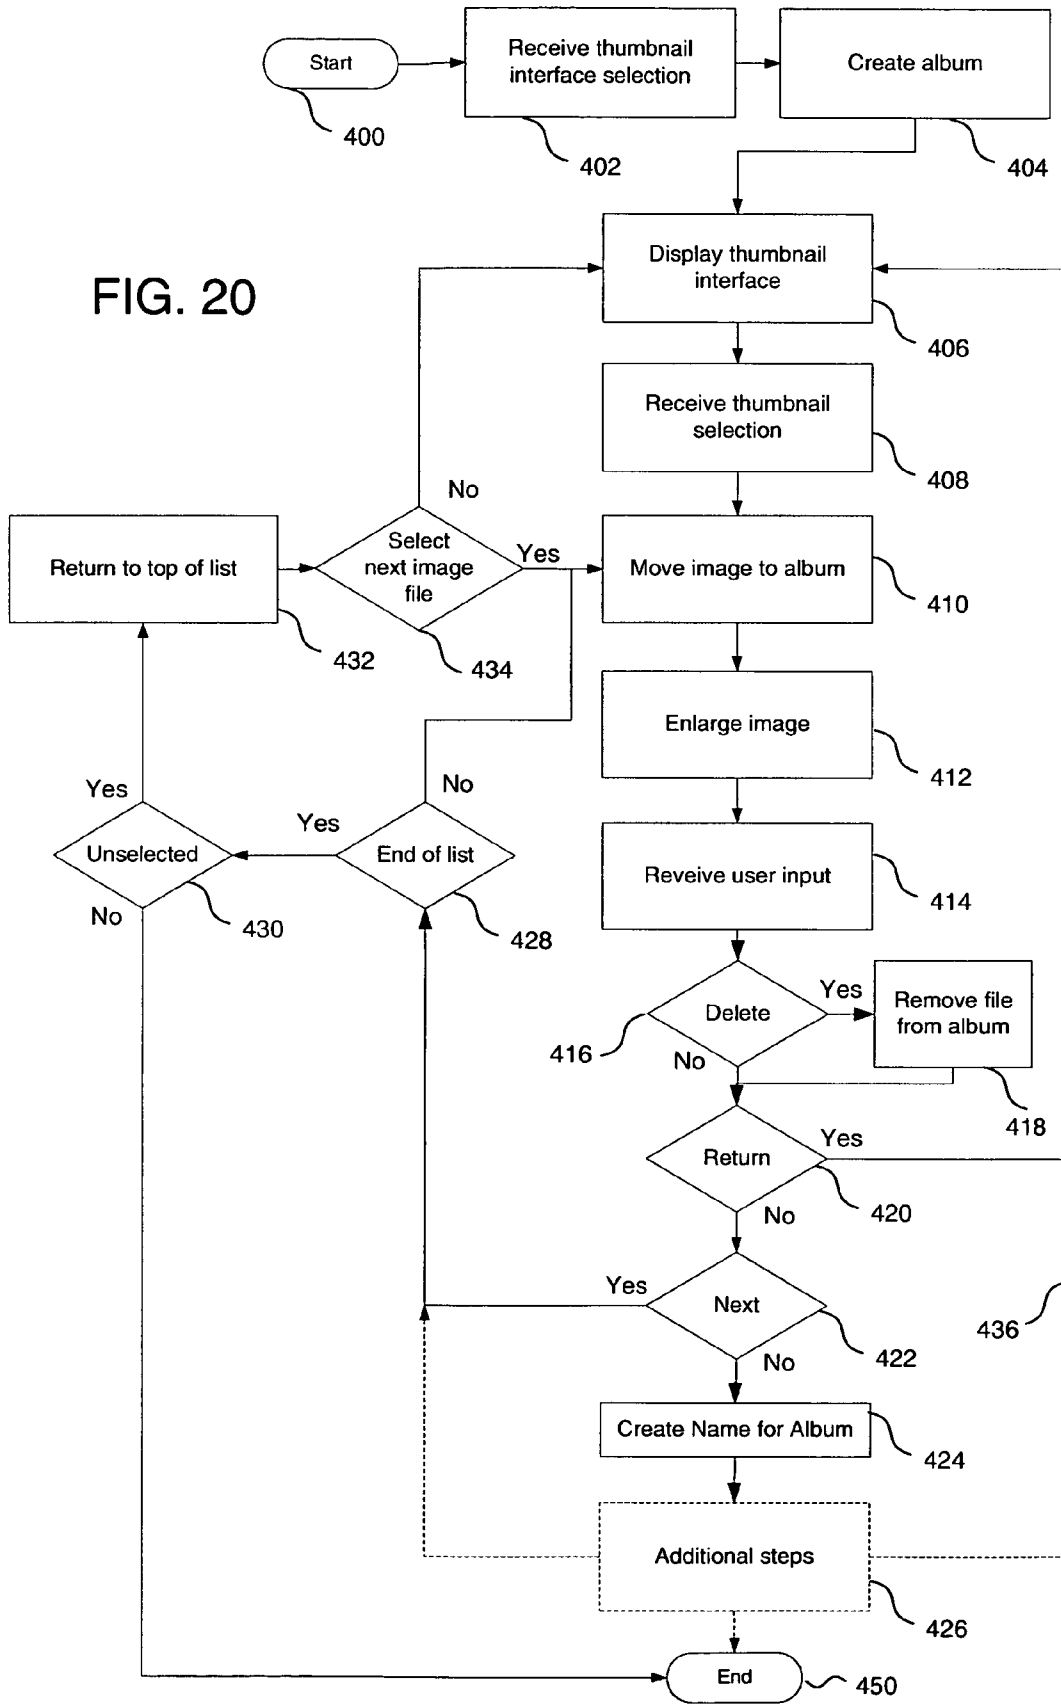 Start
400
Receive thumbnail
interface selection
402
Create album
404
FIG. 20
Display thumbnail
interface
406
Receive thumbnail
selection
408
No
Return to top of list
432
Select
next image
file
434
Yes
Move image to album
410
Enlarge image
412
Yes
Unselected
No
430
Yes
No
End of list
428
Reveive user input
414
Delete
416
Yes
No
Remove file
from album
418
Return
Yes
420
No
Yes
Next
422
No
436
Create Name for Album
424
Additional steps
426
End
450